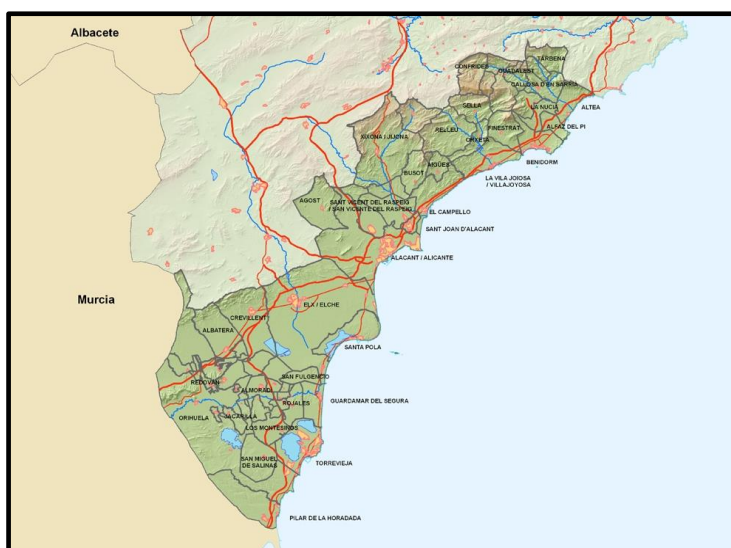 Albacete
TÁRBENA
CONFRIDES
GUADALEST
CALLOSA D'EN SARRIÀ
SELLA
LA NUCIA
ALTEA
RELLEU
FINESTRAT
ALFAZ DEL PI
XIXONA / JIJONA
ORXETA
BENIDORM
AIGÜES
BUSOT
LA VILA JOIOSA
/ VILLAJOYOSA
AGOST
SANT VICENT DEL RASPEIG
/ SAN VICENTE DEL RASPEIG
EL CAMPELLO
SANT JOAN D'ALACANT
ALACANT / ALICANTE
Murcia
ELX / ELCHE
CREVILLENT
ALBATERA
SANTA POLA
SAN FULGENCIO
REDOVÁN
ALMORADÍ
ROJALES
GUARDAMAR DEL SEGURA
ORIHUELA
JACARILLA
LOS MONTESINOS
SAN MIGUEL
DE SALINAS
TORREVIEJA
PILAR DE LA HORADADA